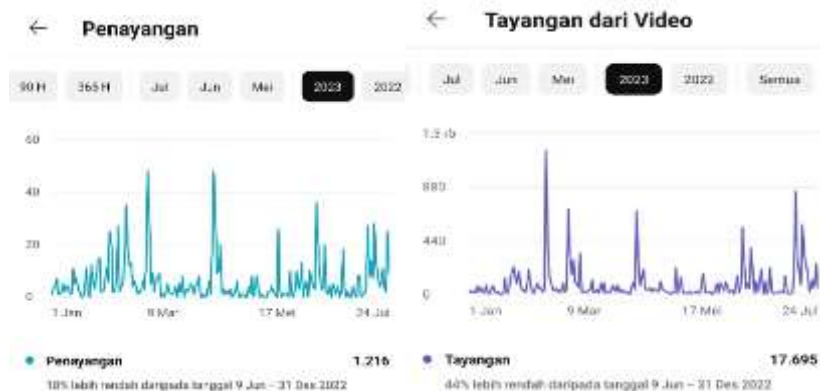 ← Penayangan
90 H 365 H Jul Jun Mei 2023 2022
60
40
20
0
1 Jan 9 Mar 17 Mei 24 Jul
Penayangan 1.216
18% lebih rendah daripada tanggal 9 Jun – 31 Des 2022
← Tayangan dari Video
Jul Jun Mei 2023 2022 Semua
1.3 rb
880
440
0
1 Jan 9 Mar 17 Mei 24 Jul
Tayangan 17.695
44% lebih rendah daripada tanggal 9 Jun – 31 Des 2022